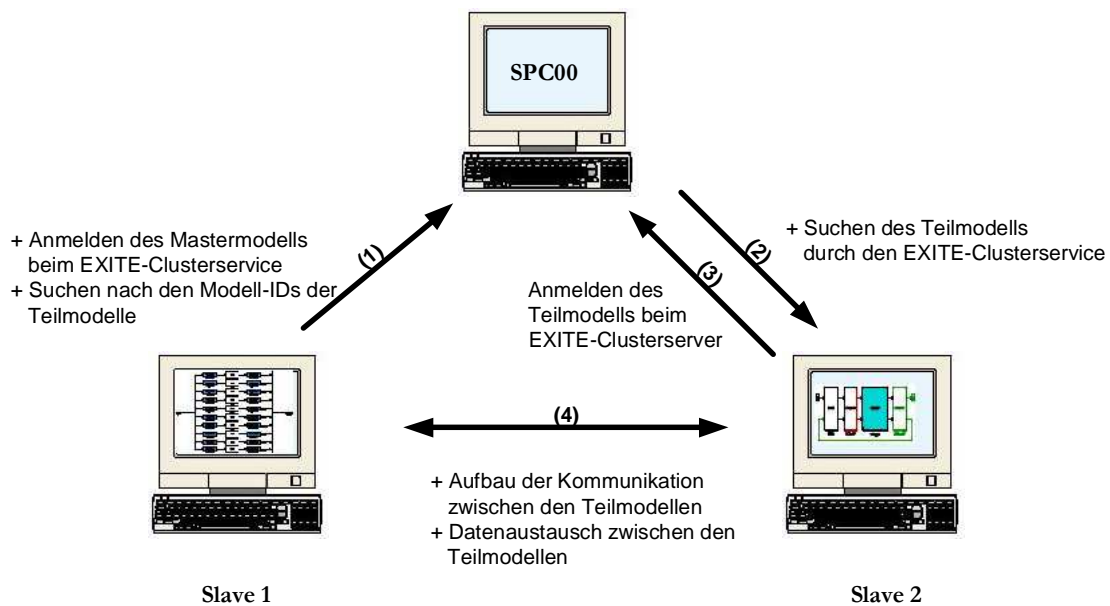 SPC00
+ Anmelden des Mastermodells
beim EXITE-Clusterservice
+ Suchen nach den Modell-IDs der
Teilmodelle
(1)
(2)
+ Suchen des Teilmodells
durch den EXITE-Clusterservice
(3)
Anmelden des
Teilmodells beim
EXITE-Clusterserver
(4)
+ Aufbau der Kommunikation
zwischen den Teilmodellen
+ Datenaustausch zwischen den
Teilmodellen
Slave 1
Slave 2